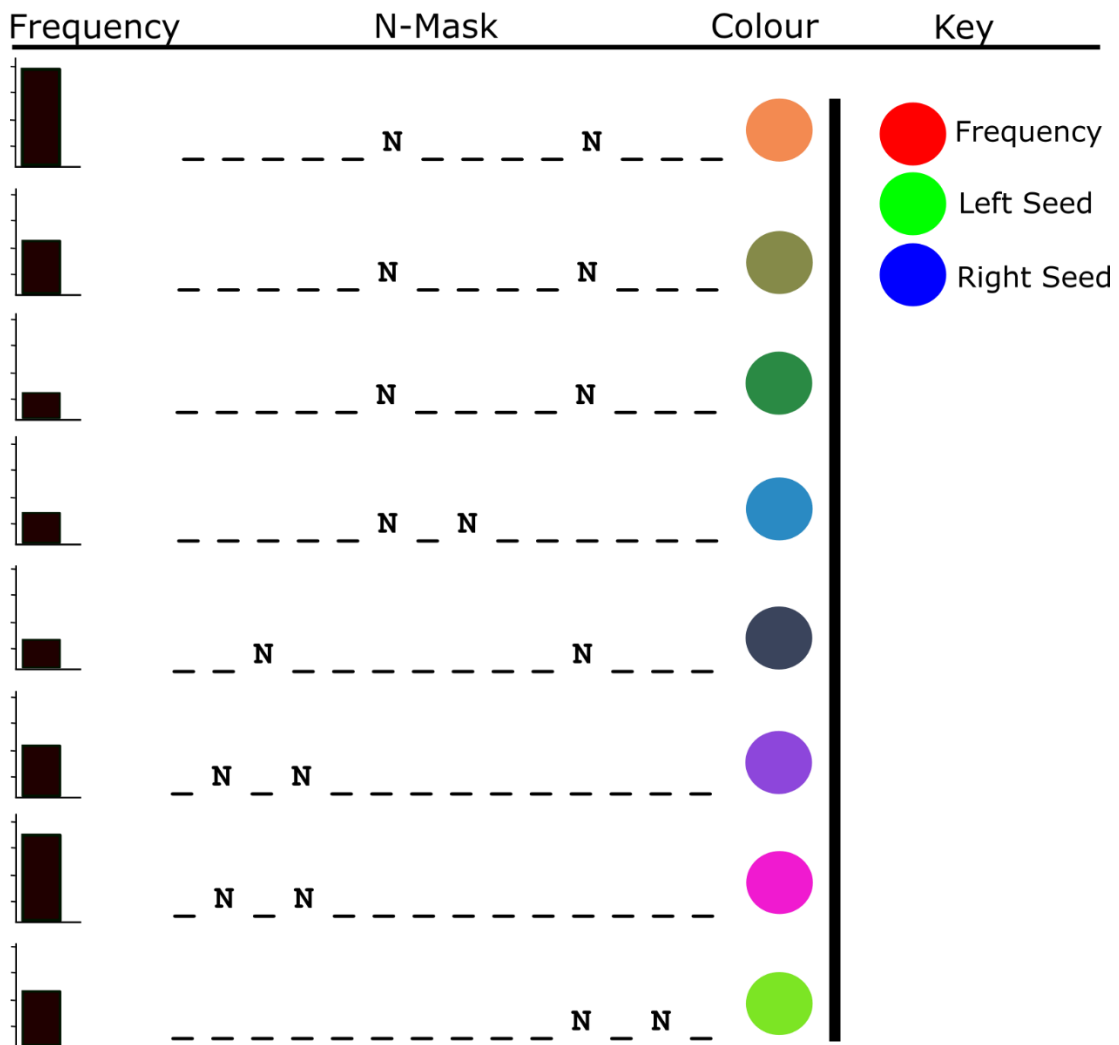 Frequency N-Mask Colour Key
_ _ _ _ _ N _ _ _ _ N _ _ _
Frequency
Left Seed
_ _ _ _ _ N _ _ _ _ N _ _ _
Right Seed
_ _ _ _ _ N _ _ _ _ N _ _ _
_ _ _ _ _ N _ N _ _ _ _ _ _
_ _ N _ _ _ _ _ _ _ N _ _ _
_ N _ N _ _ _ _ _ _ _ _ _ _
_ N _ N _ _ _ _ _ _ _ _ _ _
_ _ _ _ _ _ _ _ _ _ N _ N _